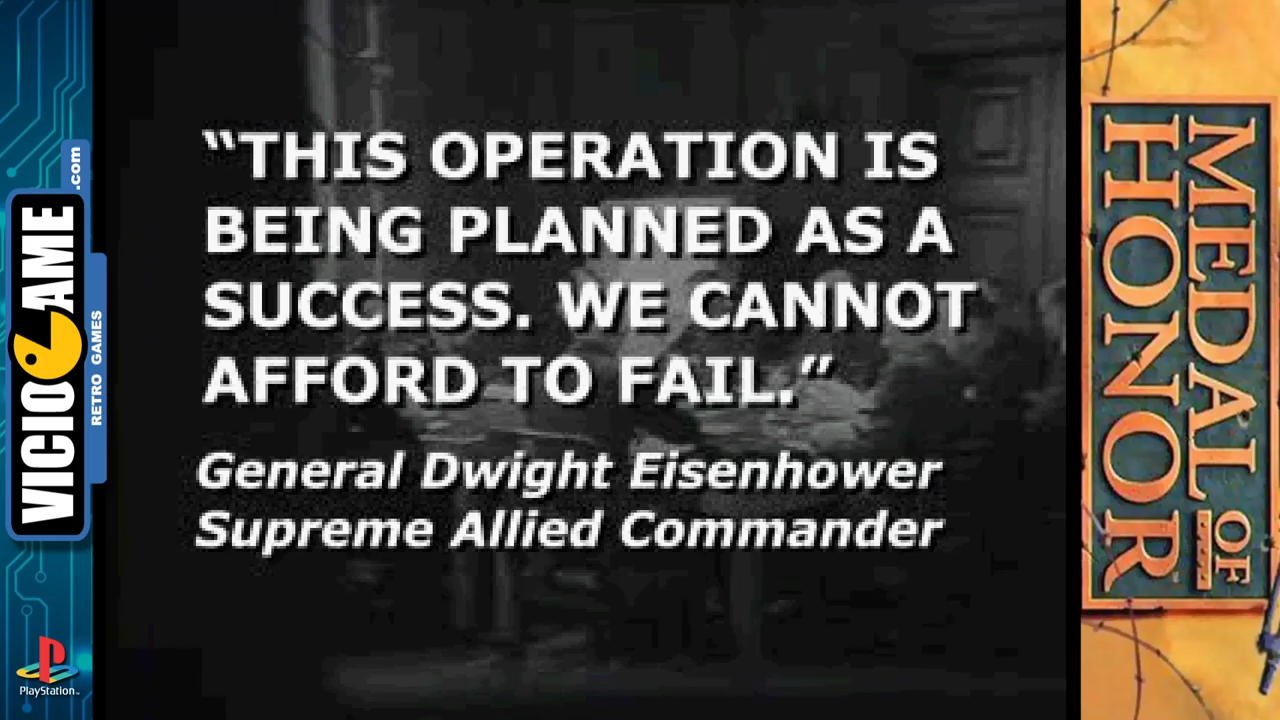 “THIS OPERATION IS
BEING PLANNED AS A
SUCCESS. WE CANNOT
AFFORD TO FAIL.”
General Dwight Eisenhower
Supreme Allied Commander
VICIOGAME
.com
RETRO GAMES
PlayStation
MEDAL OF
HONOR